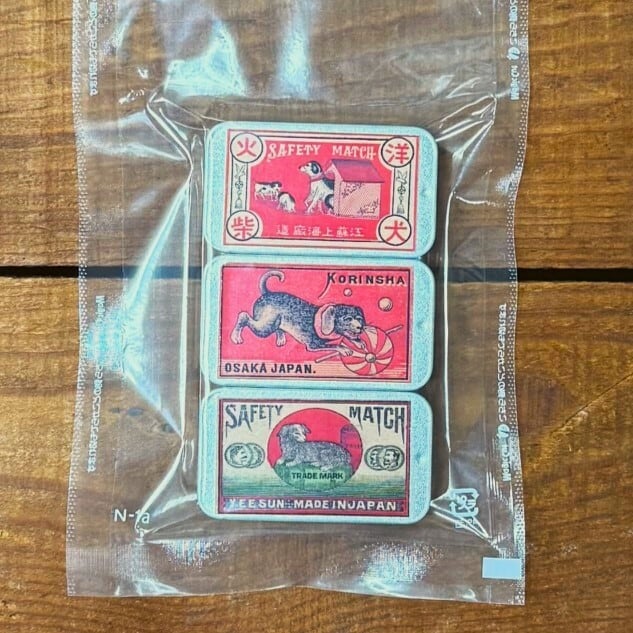 火 SAFETY MATCH 洋
柴 造廠海上蘇江 犬
KORINSHA
OSAKA JAPAN.
SAFETY MATCH
TRADE MARK
YEE SUN MADE IN JAPAN
N-1a